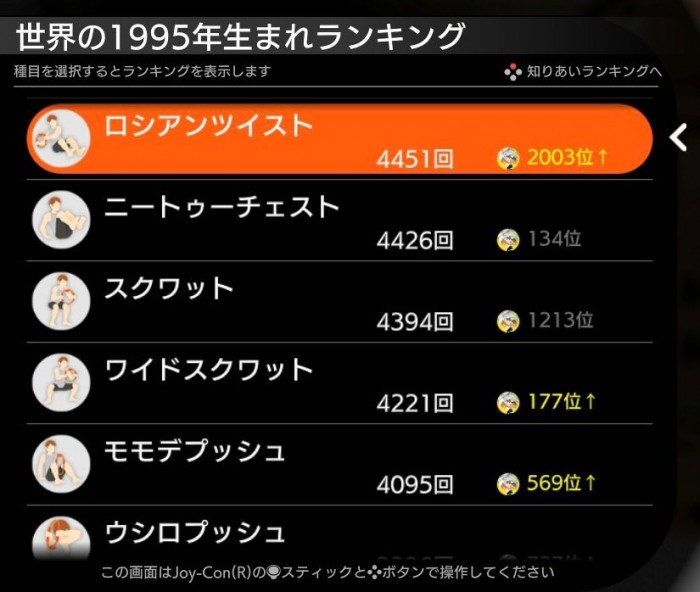 世界の1995年生まれランキング
種目を選択するとランキングを表示します
知りあいランキングへ
ロシアンツイスト
4451回 2003位↑
ニートゥーチェスト
4426回 134位
スクワット
4394回 1213位
ワイドスクワット
4221回 177位↑
モモデプッシュ
4095回 569位↑
ウシロプッシュ
この画面はJoy-Con(R)のスティックとボタンで操作してください